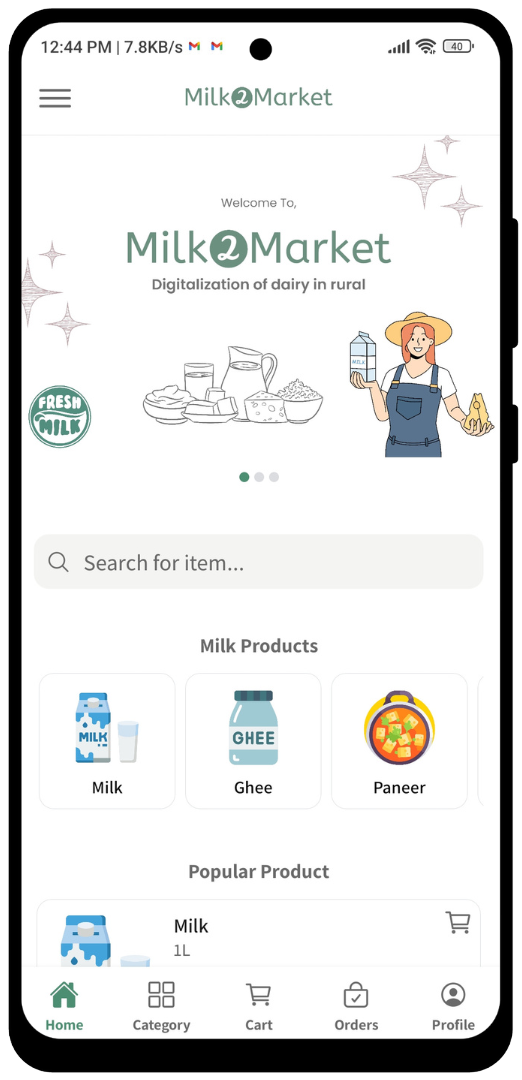 12:44 PM | 7.8KB/s
40
Milk2Market
Welcome To,
Milk2Market
Digitalization of dairy in rural
MILK
FRESH
MILK
Search for item...
Milk Products
MILK
GHEE
Milk
Ghee
Paneer
Popular Product
Milk
1L
Home
Category
Cart
Orders
Profile